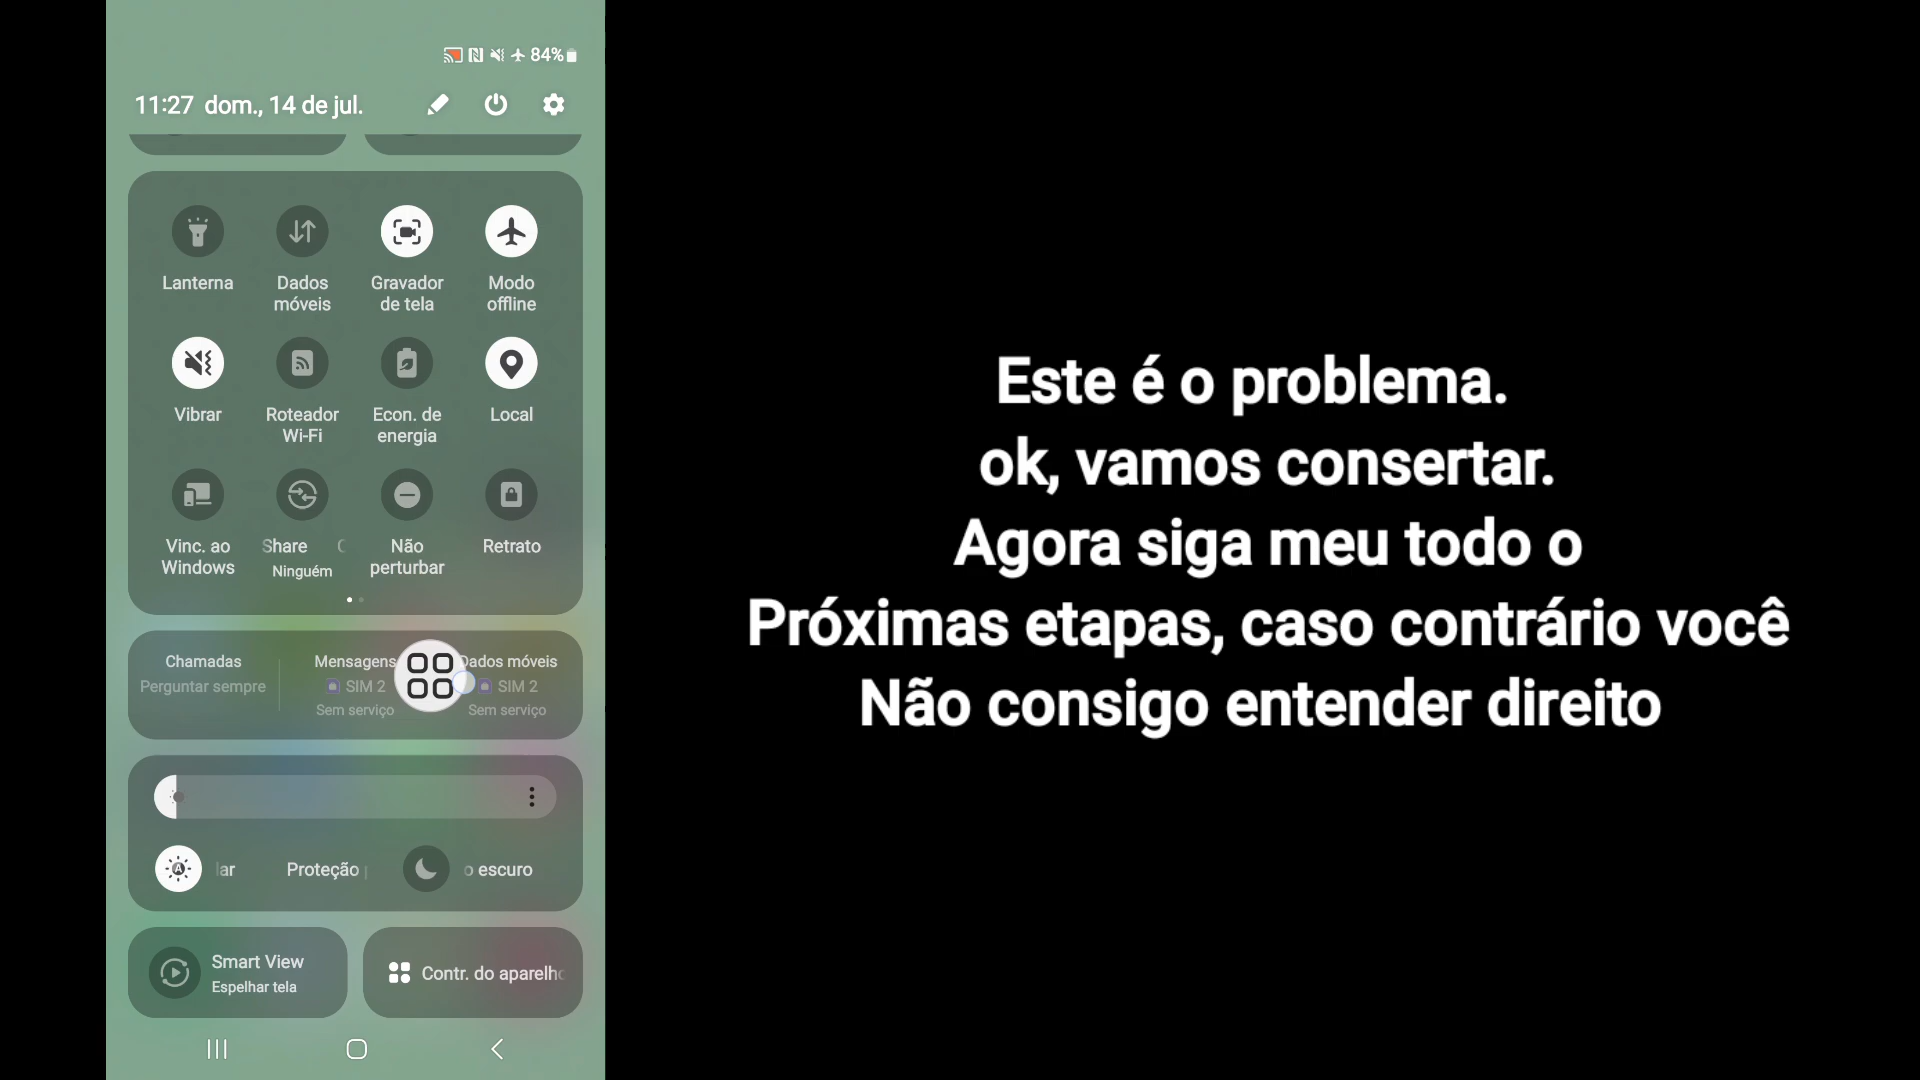 84%
11:27 dom., 14 de jul.
Lanterna
Dados
móveis
Gravador
de tela
Modo
offline
Vibrar
Roteador
Wi-Fi
Econ. de
energia
Local
Vinc. ao
Windows
Share
Ninguém
Não
perturbar
Retrato
Chamadas
Perguntar sempre
Mensagens
SIM 2
Sem serviço
Dados móveis
SIM 2
Sem serviço
lar
Proteção
o escuro
Smart View
Espelhar tela
Contr. do aparelho
Este é o problema.
ok, vamos consertar.
Agora siga meu todo o
Próximas etapas, caso contrário você
Não consigo entender direito